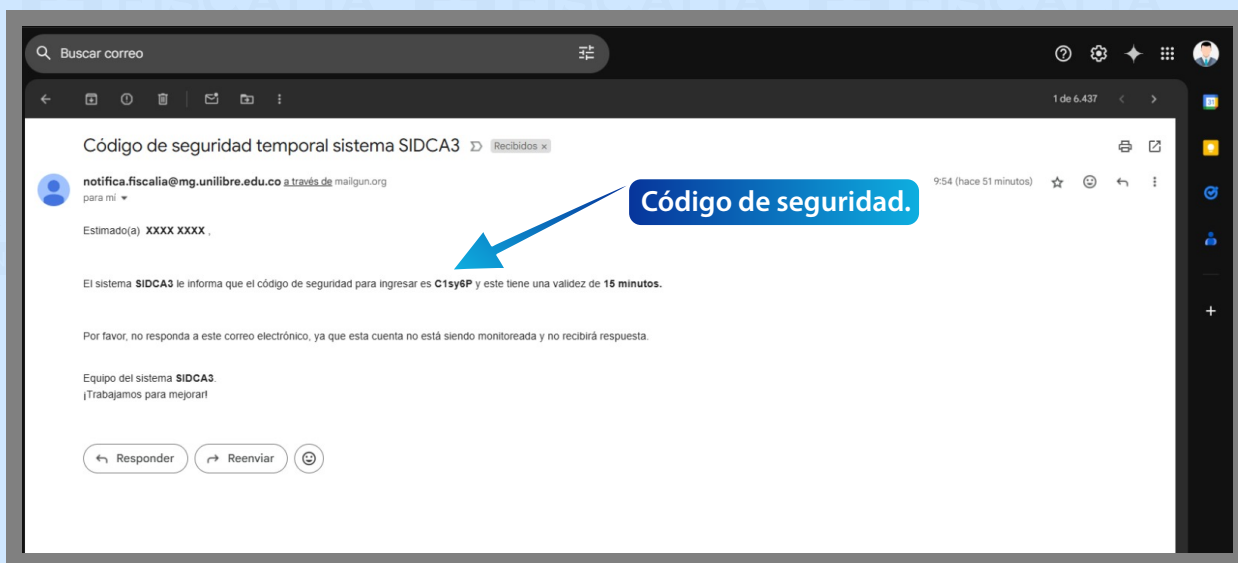 Buscar correo
1 de 6.437
Código de seguridad temporal sistema SIDCA3 Recibidos ×
notifica.fiscalia@mg.unilibre.edu.co a través de mailgun.org
9:54 (hace 51 minutos)
para mí
Código de seguridad.
Estimado(a) XXXX XXXX ,
El sistema SIDCA3 le informa que el código de seguridad para ingresar es C1sy6P y este tiene una validez de 15 minutos.
Por favor, no responda a este correo electrónico, ya que esta cuenta no está siendo monitoreada y no recibirá respuesta.
Equipo del sistema SIDCA3.
¡Trabajamos para mejorar!
Responder
Reenviar
31